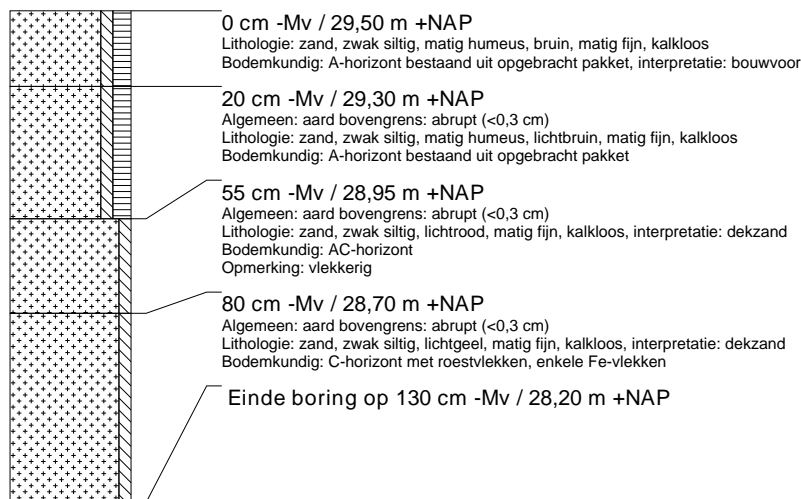 0 cm -Mv / 29,50 m +NAP
Lithologie: zand, zwak siltig, matig humeus, bruin, matig fijn, kalkloos
Bodemkundig: A-horizont bestaand uit opgebracht pakket, interpretatie: bouwvoor
20 cm -Mv / 29,30 m +NAP
Algemeen: aard bovengrens: abrupt (<0,3 cm)
Lithologie: zand, zwak siltig, matig humeus, lichtbruin, matig fijn, kalkloos
Bodemkundig: A-horizont bestaand uit opgebracht pakket
55 cm -Mv / 28,95 m +NAP
Algemeen: aard bovengrens: abrupt (<0,3 cm)
Lithologie: zand, zwak siltig, lichtrood, matig fijn, kalkloos, interpretatie: dekzand
Bodemkundig: AC-horizont
Opmerking: vlekkerig
80 cm -Mv / 28,70 m +NAP
Algemeen: aard bovengrens: abrupt (<0,3 cm)
Lithologie: zand, zwak siltig, lichtgeel, matig fijn, kalkloos, interpretatie: dekzand
Bodemkundig: C-horizont met roestvlekken, enkele Fe-vlekken
Einde boring op 130 cm -Mv / 28,20 m +NAP